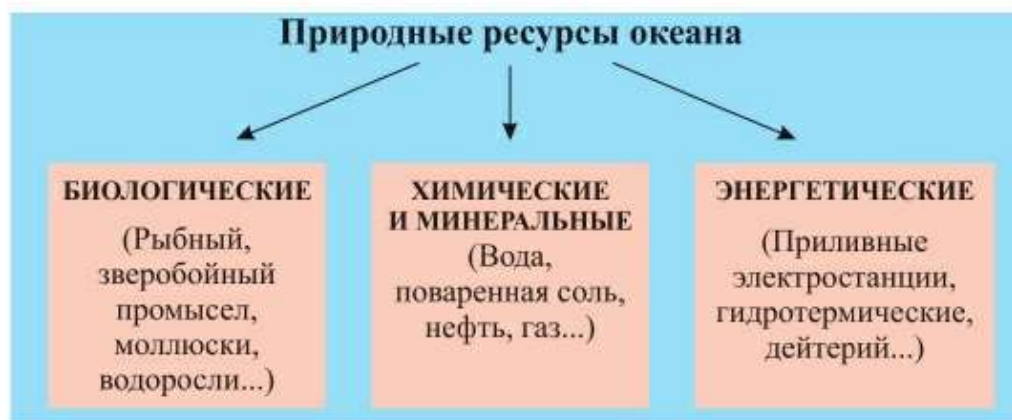 Природные ресурсы океана
БИОЛОГИЧЕСКИЕ
(Рыбный,
зверобойный
промысел,
моллюски,
водоросли...)
ХИМИЧЕСКИЕ
И МИНЕРАЛЬНЫЕ
(Вода,
поваренная соль,
нефть, газ...)
ЭНЕРГЕТИЧЕСКИЕ
(Приливные
электростанции,
гидротермические,
дейтерий...)